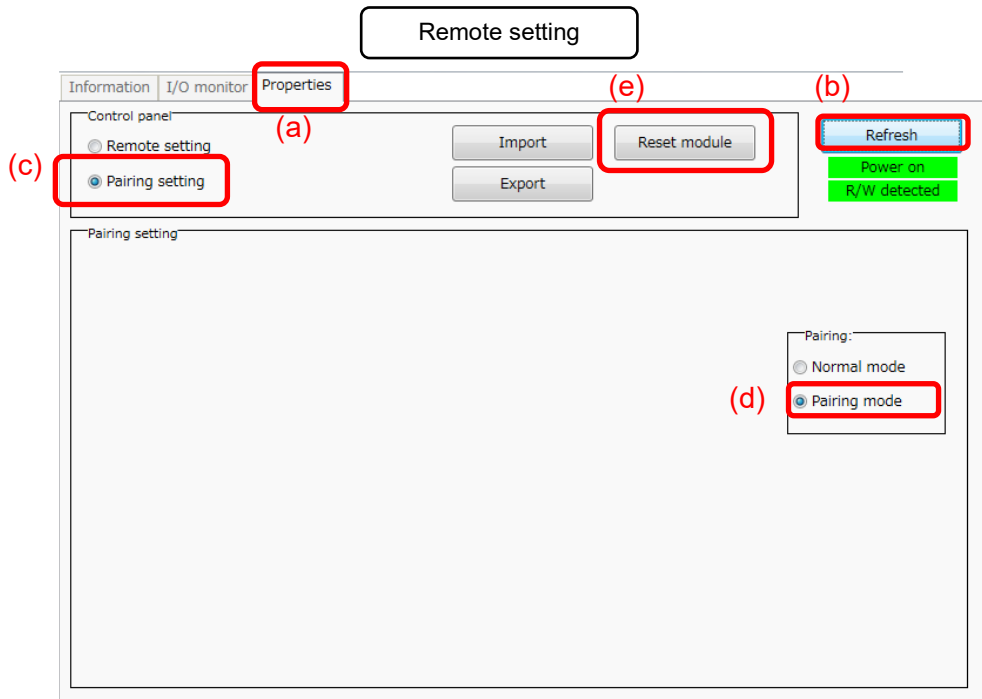 Remote setting
Information I/O monitor Properties
(a)
(e)
(b)
Control panel
Remote setting
(c)
Pairing setting
Import
Export
Reset module
Refresh
Power on
R/W detected
Pairing setting
Pairing:
Normal mode
(d)
Pairing mode